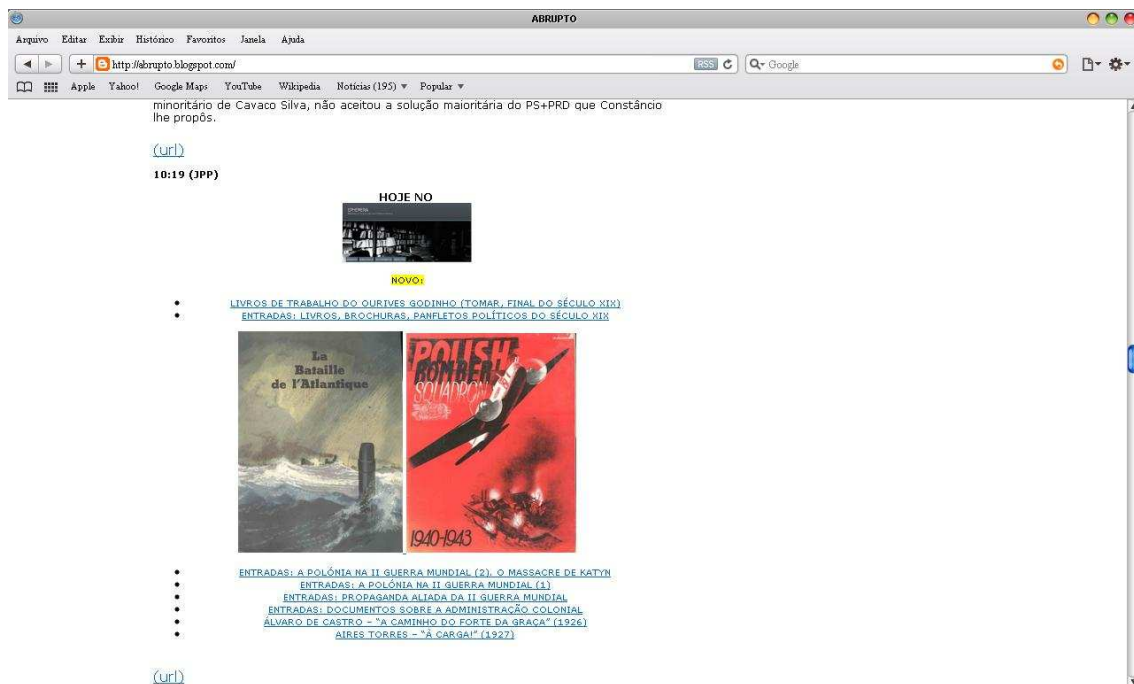 ABRUPTO
Arquivo Editar Exibir Histórico Favoritos Janela Ajuda
http://abrupto.blogspot.com/ RSS Google
Apple Yahoo! Google Maps YouTube Wikipedia Notícias (195) Popular
minoritário de Cavaco Silva, não aceitou a solução maioritária do PS+PRD que Constâncio
lhe propôs.
(url)
10:19 (JPP)
HOJE NO
EPHEMERA
NOVO:
LIVROS DE TRABALHO DO OURIVES GODINHO (TOMAR, FINAL DO SÉCULO XIX)
ENTRADAS: LIVROS, BROCHURAS, PANFLETOS POLÍTICOS DO SÉCULO XIX
La
Bataille
de l'Atlantique
POLISH
BOMBER
SQUADRON
1940-1943
ENTRADAS: A POLÓNIA NA II GUERRA MUNDIAL (2). O MASSACRE DE KATYN
ENTRADAS: A POLÓNIA NA II GUERRA MUNDIAL (1)
ENTRADAS: PROPAGANDA ALIADA DA II GUERRA MUNDIAL
ENTRADAS: DOCUMENTOS SOBRE A ADMINISTRAÇÃO COLONIAL
ÁLVARO DE CASTRO – "A CAMINHO DO FORTE DA GRAÇA" (1926)
AIRES TORRES – "Á CARGA!" (1927)
(url)